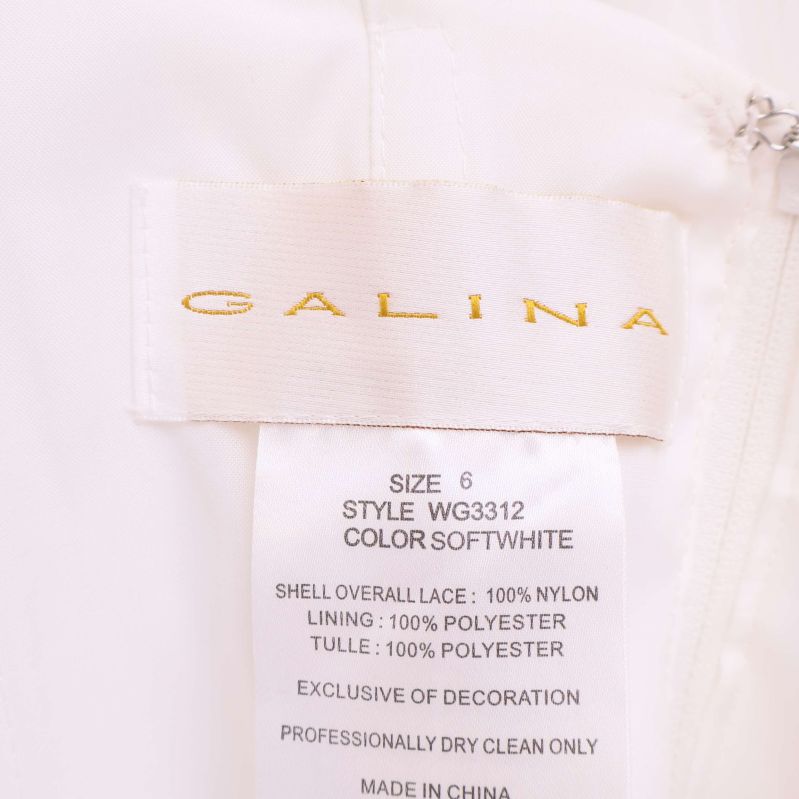 GALINA
SIZE 6
STYLE WG3312
COLOR SOFTWHITE
SHELL OVERALL LACE : 100% NYLON
LINING : 100% POLYESTER
TULLE : 100% POLYESTER
EXCLUSIVE OF DECORATION
PROFESSIONALLY DRY CLEAN ONLY
MADE IN CHINA